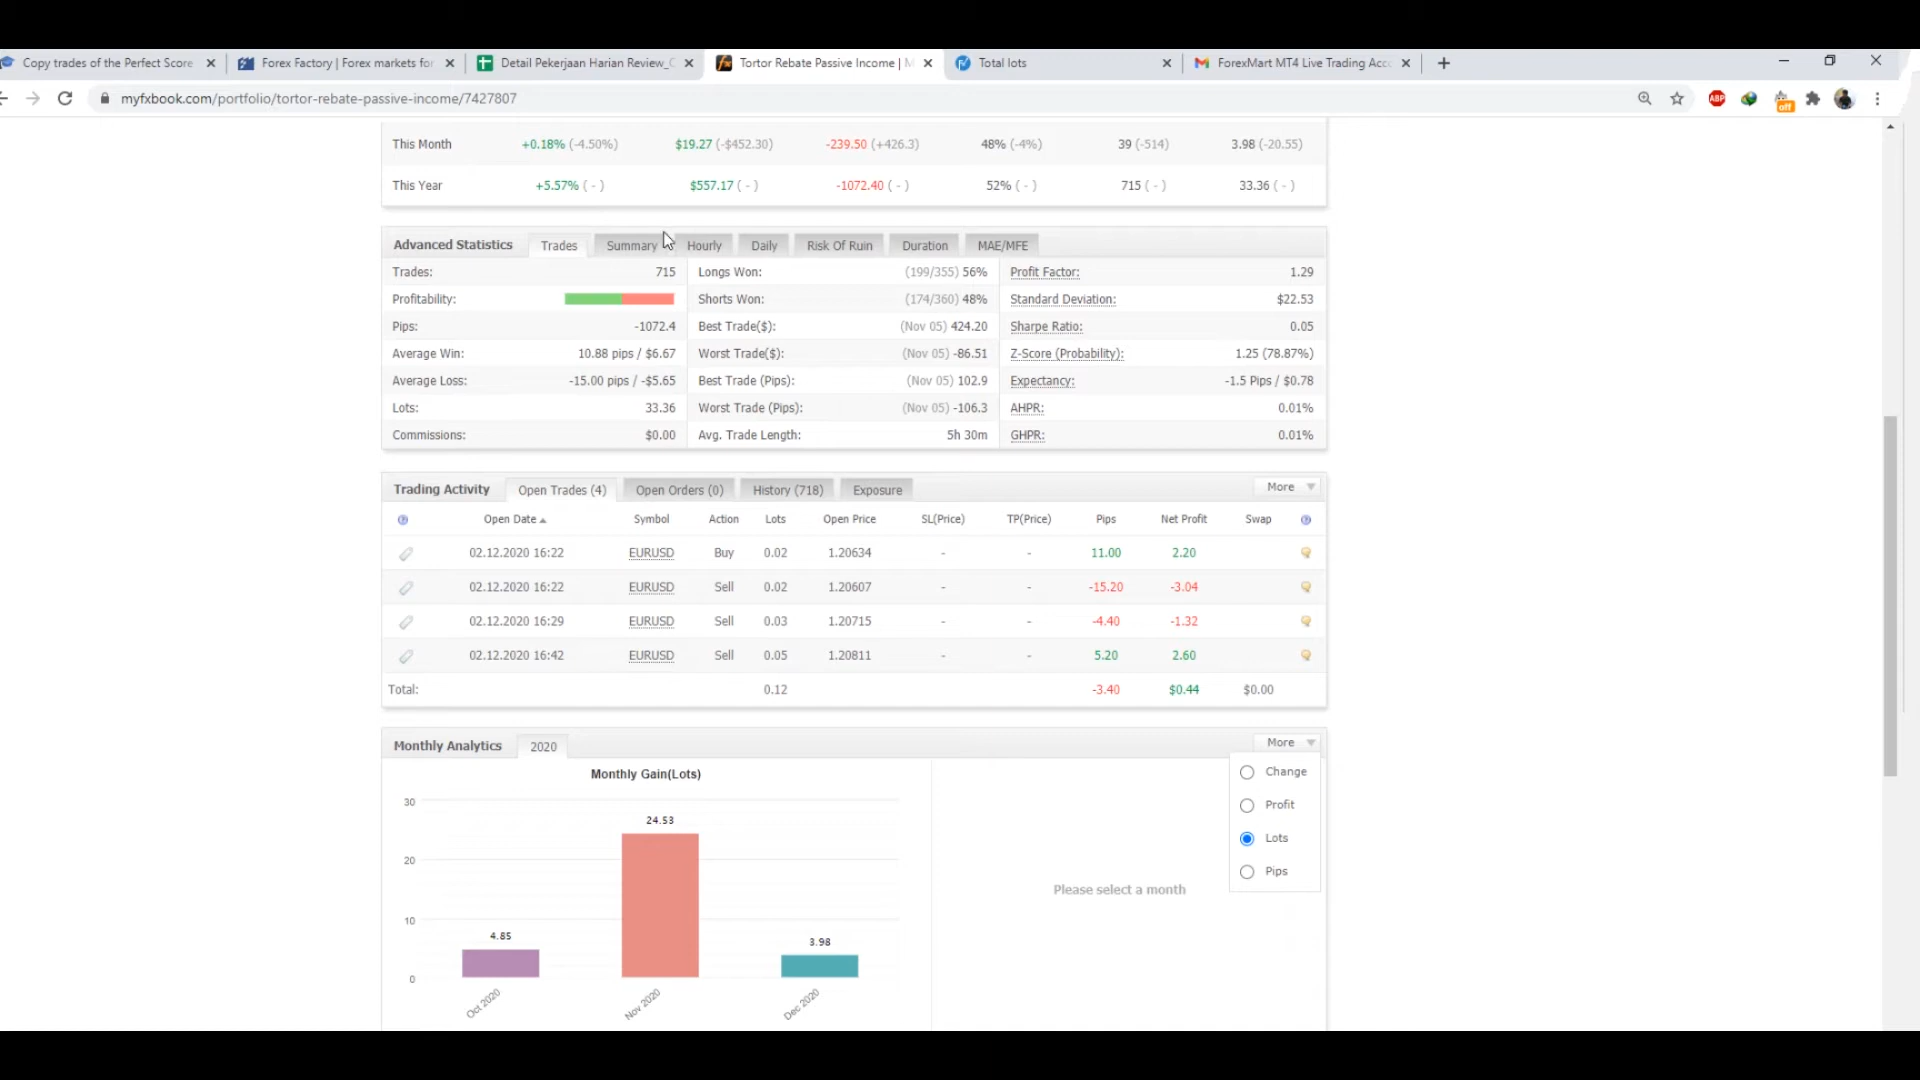 Copy trades of the Perfect Score
Forex Factory | Forex markets for
Detail Pekerjaan Harian Review_
Tortor Rebate Passive Income |
Total lots
ForexMart MT4 Live Trading Acc
myfxbook.com/portfolio/tortor-rebate-passive-income/7427807
ABP
off
This Month +0.18% (-4.50%) $19.27 (-$452.30) -239.50 (+426.3) 48% (-4%) 39 (-514) 3.98 (-20.55)
This Year +5.57% ( - ) $557.17 ( - ) -1072.40 ( - ) 52% ( - ) 715 ( - ) 33.36 ( - )
Advanced Statistics Trades Summary Hourly Daily Risk Of Ruin Duration MAE/MFE
Trades: 715 Longs Won: (199/355) 56% Profit Factor: 1.29
Profitability: Shorts Won: (174/360) 48% Standard Deviation: $22.53
Pips: -1072.4 Best Trade($): (Nov 05) 424.20 Sharpe Ratio: 0.05
Average Win: 10.88 pips / $6.67 Worst Trade($): (Nov 05) -86.51 Z-Score (Probability): 1.25 (78.87%)
Average Loss: -15.00 pips / -$5.65 Best Trade (Pips): (Nov 05) 102.9 Expectancy: -1.5 Pips / $0.78
Lots: 33.36 Worst Trade (Pips): (Nov 05) -106.3 AHPR: 0.01%
Commissions: $0.00 Avg. Trade Length: 5h 30m GHPR: 0.01%
Trading Activity Open Trades (4) Open Orders (0) History (718) Exposure More
Open Date Symbol Action Lots Open Price SL(Price) TP(Price) Pips Net Profit Swap
02.12.2020 16:22 EURUSD Buy 0.02 1.20634 - - 11.00 2.20
02.12.2020 16:22 EURUSD Sell 0.02 1.20607 - - -15.20 -3.04
02.12.2020 16:29 EURUSD Sell 0.03 1.20715 - - -4.40 -1.32
02.12.2020 16:42 EURUSD Sell 0.05 1.20811 - - 5.20 2.60
Total: 0.12 -3.40 $0.44 $0.00
Monthly Analytics 2020 More
Monthly Gain(Lots)
Change
Profit
Lots
Pips
Please select a month
30
20
10
0
4.85
24.53
3.98
Oct 2020
Nov 2020
Dec 2020